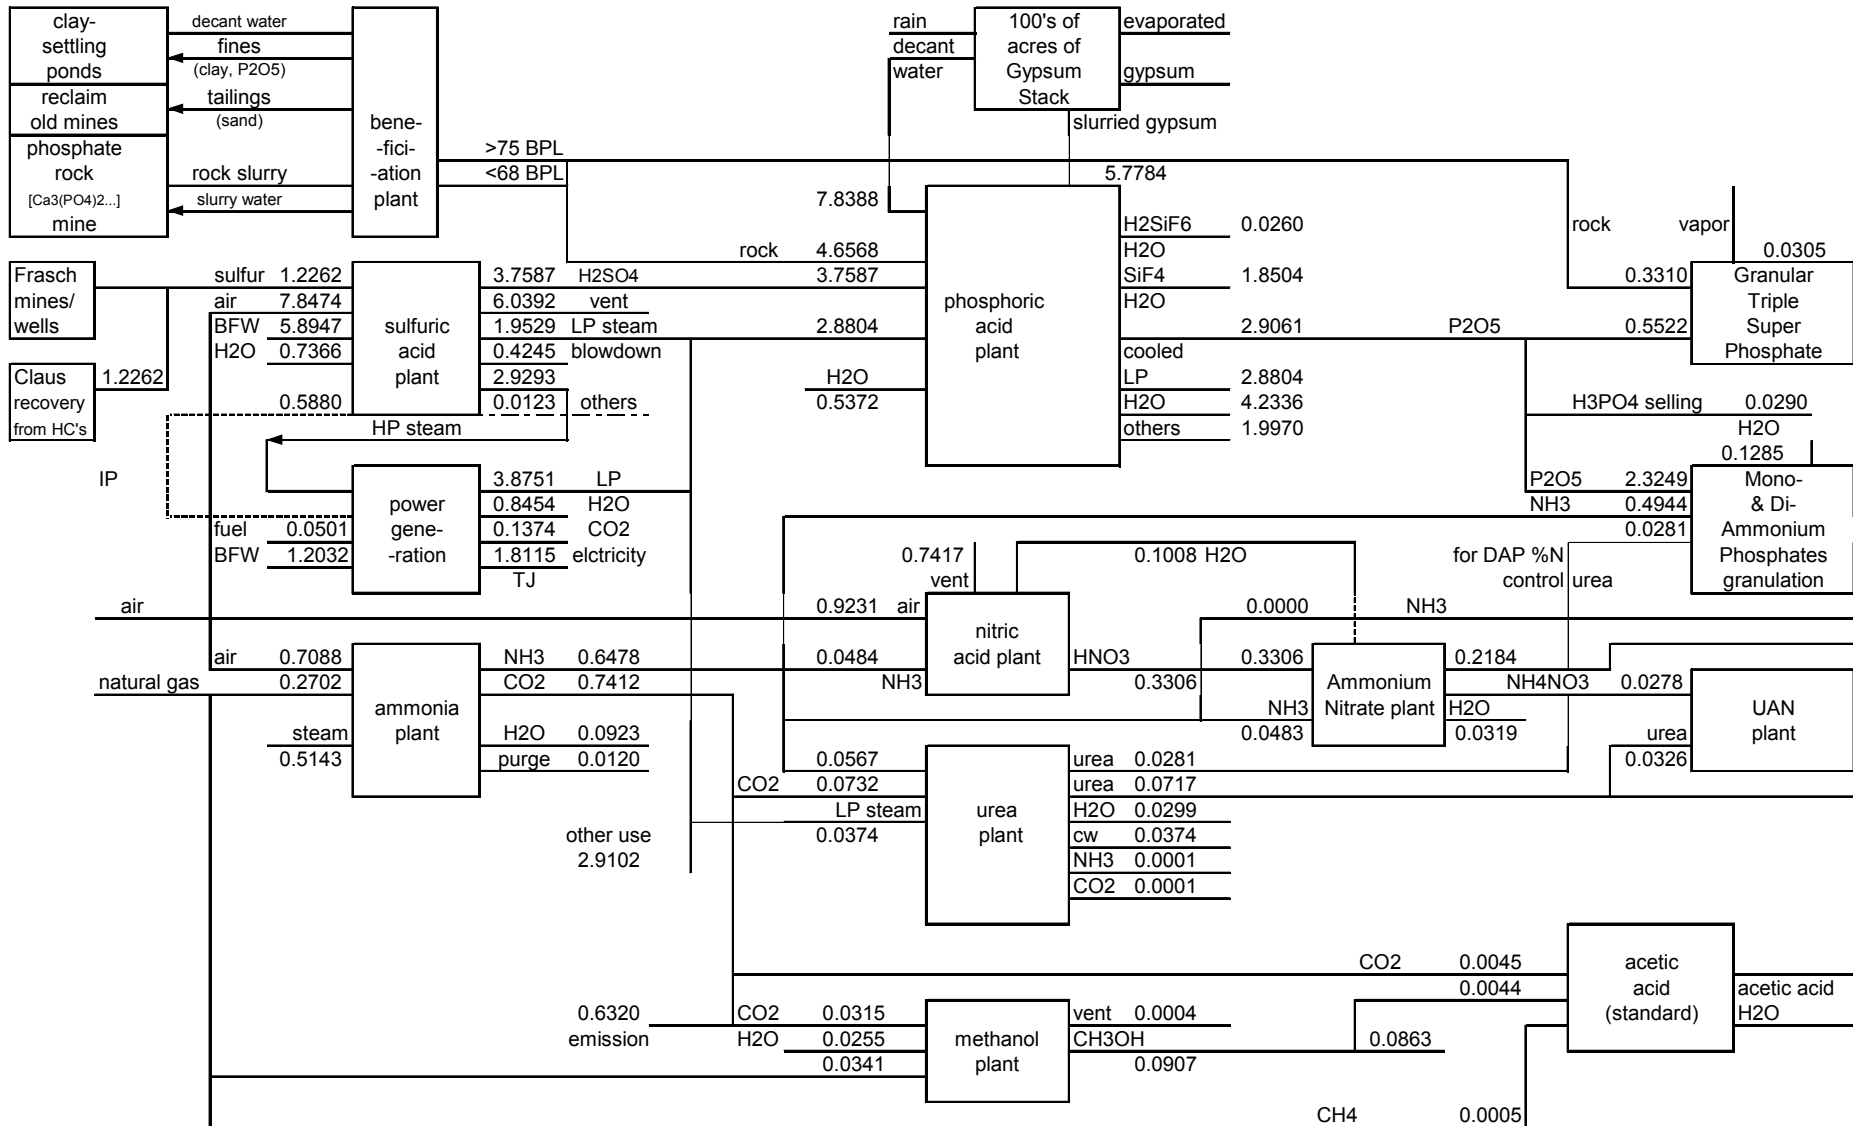 clay-
settling
ponds
reclaim
old mines
phosphate
rock
[Ca3(PO4)2...]
mine
decant water
fines
(clay, P2O5)
tailings
(sand)
rock slurry
slurry water
bene-
-fici-
-ation
plant
>75 BPL
<68 BPL
rain
decant
water
100's of
acres of
Gypsum
Stack
evaporated
gypsum
slurried gypsum
5.7784
7.8388
rock 4.6568
3.7587
2.8804
H2O
0.5372
phosphoric
acid
plant
H2SiF6 0.0260
H2O
SiF4 1.8504
H2O
2.9061 P2O5
cooled
LP 2.8804
H2O 4.2336
others 1.9970
rock vapor
0.0305
0.3310
0.5522
Granular
Triple
Super
Phosphate
H3PO4 selling 0.0290
H2O
0.1285
P2O5 2.3249
NH3 0.4944
0.0281
Mono-
& Di-
Ammonium
Phosphates
granulation
for DAP %N
control urea
Frasch
mines/
wells
Claus
recovery
from HC's
1.2262
sulfur 1.2262
air 7.8474
BFW 5.8947
H2O 0.7366
0.5880
sulfuric
acid
plant
3.7587 H2SO4
6.0392 vent
1.9529 LP steam
0.4245 blowdown
2.9293
0.0123 others
HP steam
IP
fuel 0.0501
BFW 1.2032
power
gene-
-ration
3.8751 LP
0.8454 H2O
0.1374 CO2
1.8115 elctricity
TJ
air
0.9231 air
0.7417
vent
0.1008 H2O
nitric
acid plant
0.0484
NH3
HNO3 0.3306
0.3306
0.0000 NH3
Ammonium
Nitrate plant
NH3
0.0483
0.2184
NH4NO3 0.0278
H2O
0.0319
UAN
plant
urea
0.0326
air 0.7088
natural gas 0.2702
steam
0.5143
ammonia
plant
NH3 0.6478
CO2 0.7412
H2O 0.0923
purge 0.0120
0.0567
CO2 0.0732
LP steam
0.0374
urea
plant
urea 0.0281
urea 0.0717
H2O 0.0299
cw 0.0374
NH3 0.0001
CO2 0.0001
other use
2.9102
0.6320
emission
CO2 0.0315
H2O 0.0255
0.0341
methanol
plant
vent 0.0004
CH3OH
0.0907
0.0863
CO2 0.0045
0.0044
acetic
acid
(standard)
acetic acid
H2O
CH4 0.0005